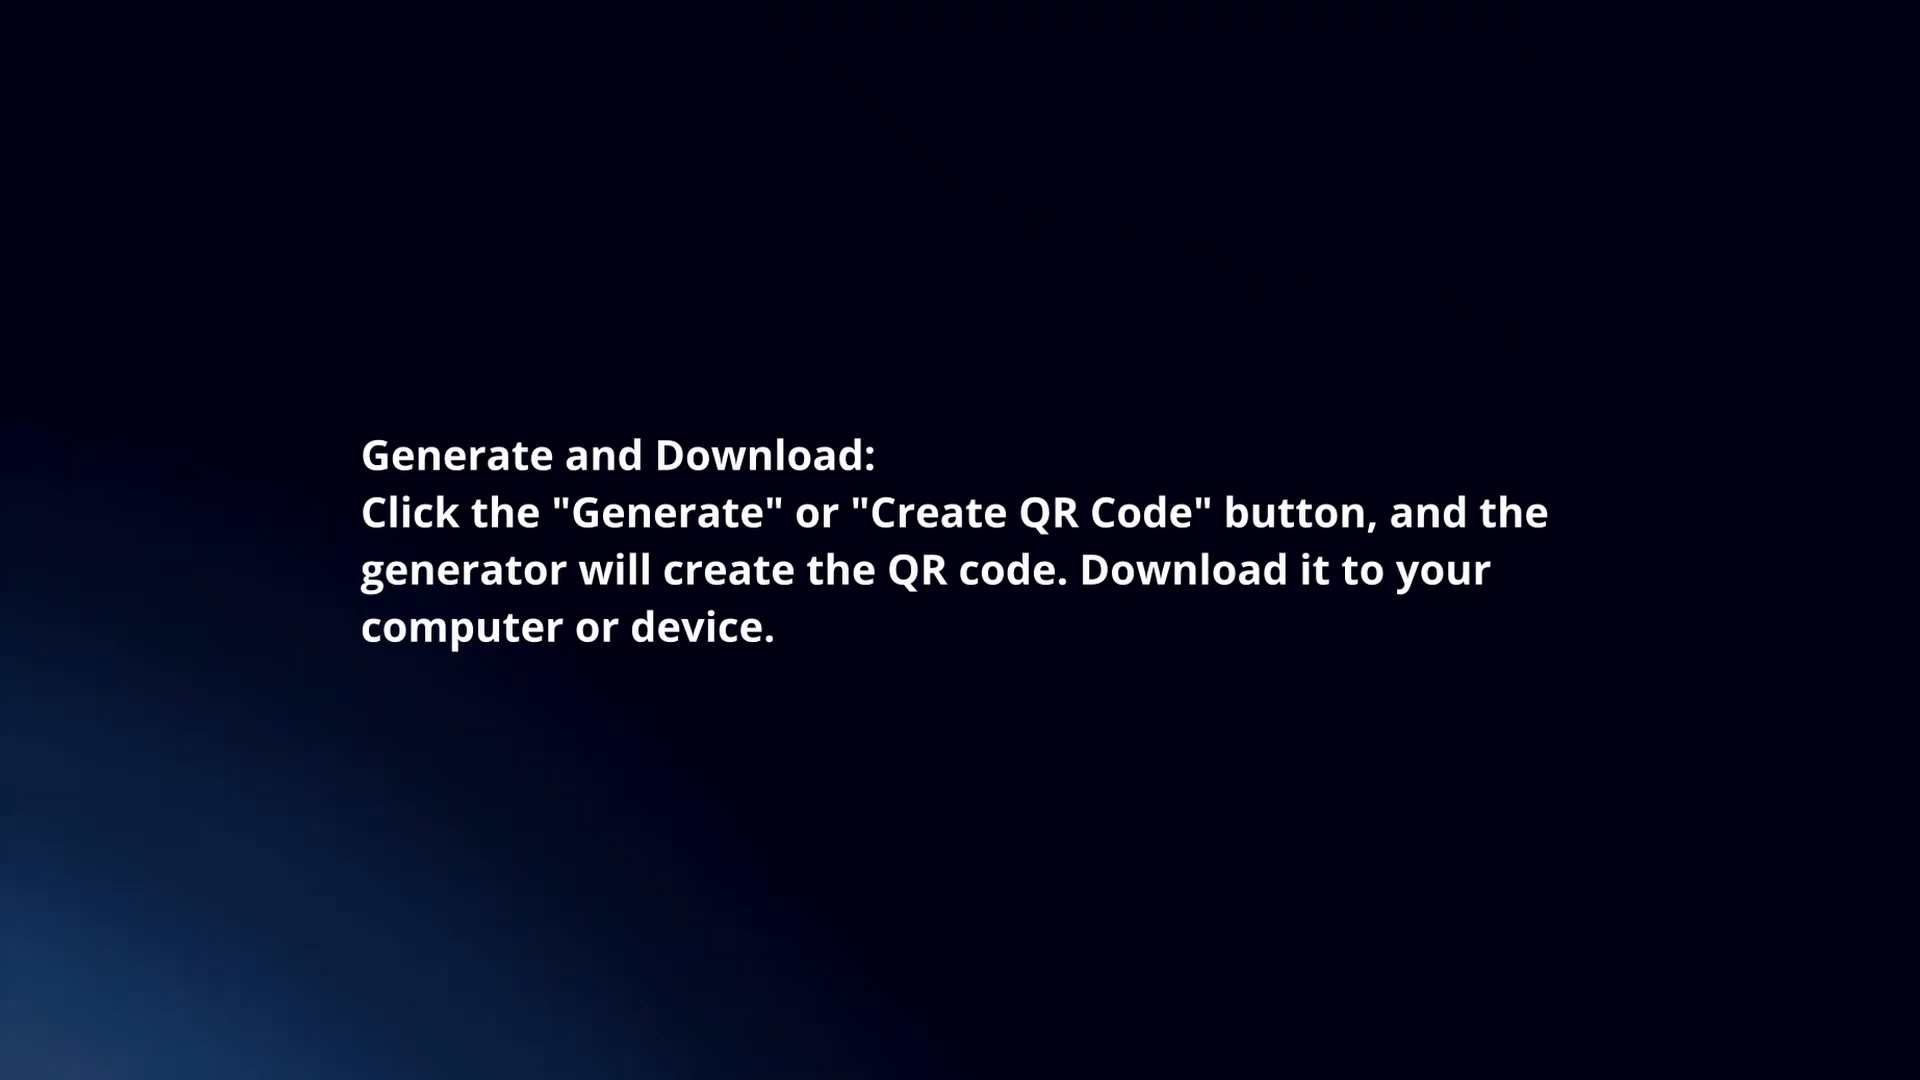 Generate and Download:
Click the "Generate" or "Create QR Code" button, and the
generator will create the QR code. Download it to your
computer or device.